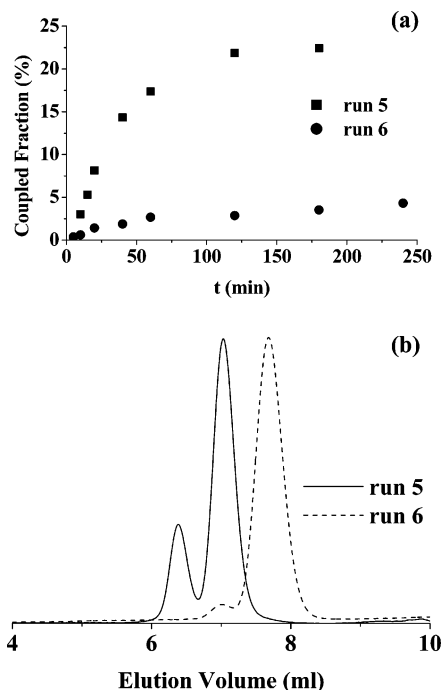 (a)
Coupled Fraction (%)
25
20
15
10
5
0
run 5
run 6
0 50 100 150 200 250
t (min)
(b)
run 5
run 6
4 6 8 10
Elution Volume (ml)